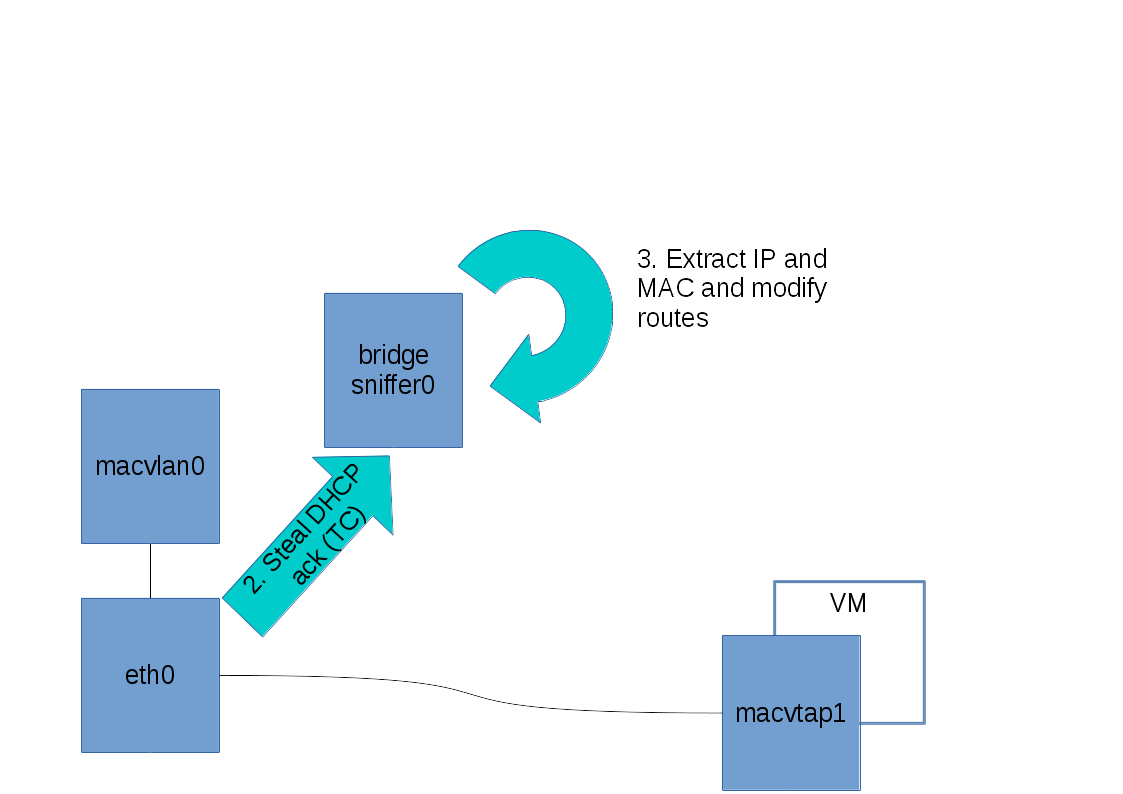 3. Extract IP and
MAC and modify
routes
bridge
sniffer0
macvlan0
2. Steal DHCP
ack (TC)
VM
eth0
macvtap1